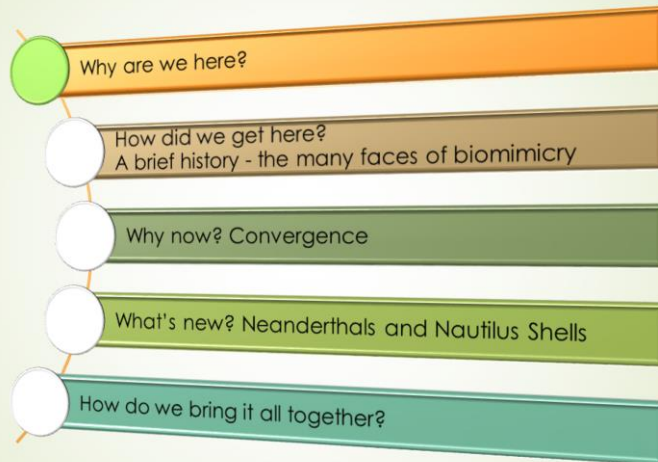 Why are we here?
How did we get here?
A brief history - the many faces of biomimicry
Why now? Convergence
What's new? Neanderthals and Nautilus Shells
How do we bring it all together?